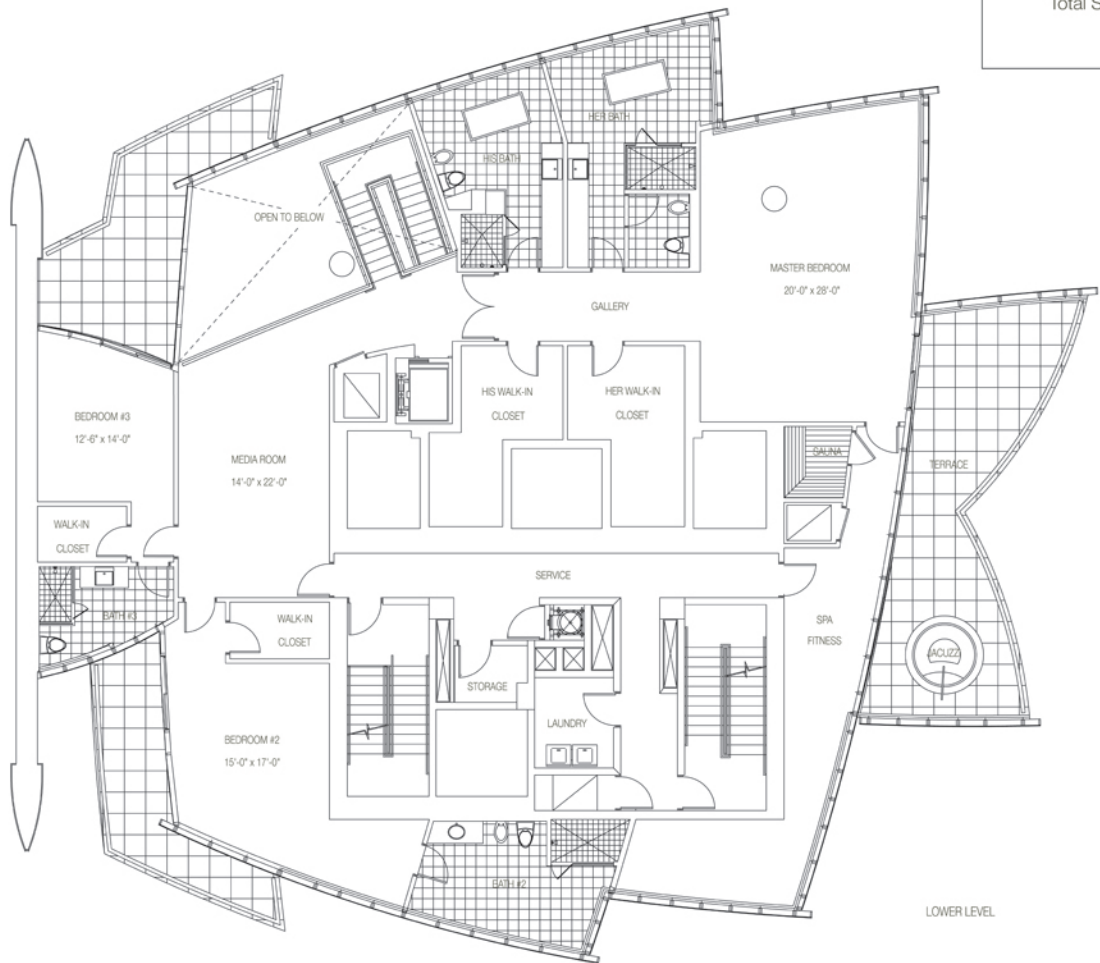 Total S
HER BATH
HIS BATH
OPEN TO BELOW
MASTER BEDROOM
20'-0" x 28'-0"
GALLERY
HIS WALK-IN
CLOSET
HER WALK-IN
CLOSET
BEDROOM #3
12'-6" x 14'-0"
MEDIA ROOM
14'-0" x 22'-0"
SAUNA
TERRACE
WALK-IN
CLOSET
SERVICE
BATH #3
WALK-IN
CLOSET
SPA
FITNESS
JACUZZI
STORAGE
LAUNDRY
BEDROOM #2
15'-0" x 17'-0"
BATH #2
LOWER LEVEL